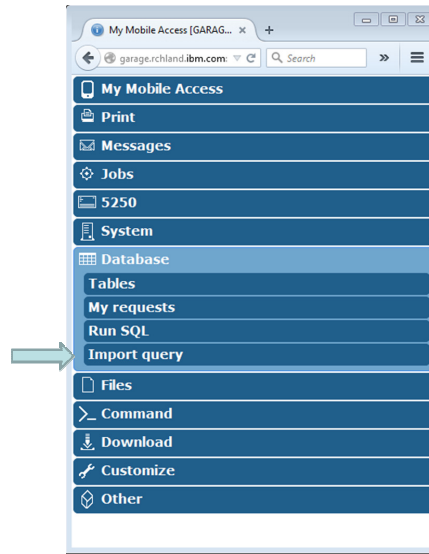 My Mobile Access [GARAG...
garage.rchland.ibm.com:
Search
My Mobile Access
Print
Messages
Jobs
5250
System
Database
Tables
My requests
Run SQL
Import query
Files
Command
Download
Customize
Other